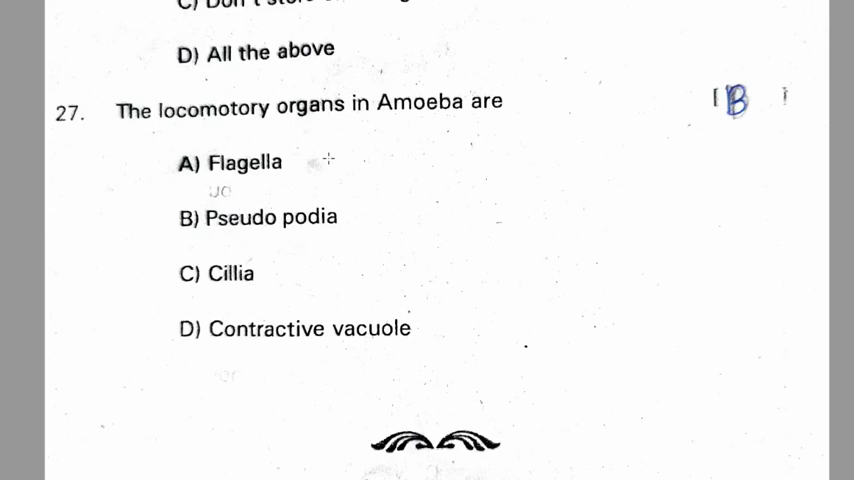 D) All the above
27. The locomotory organs in Amoeba are [ B ]
A) Flagella
B) Pseudo podia
C) Cillia
D) Contractive vacuole